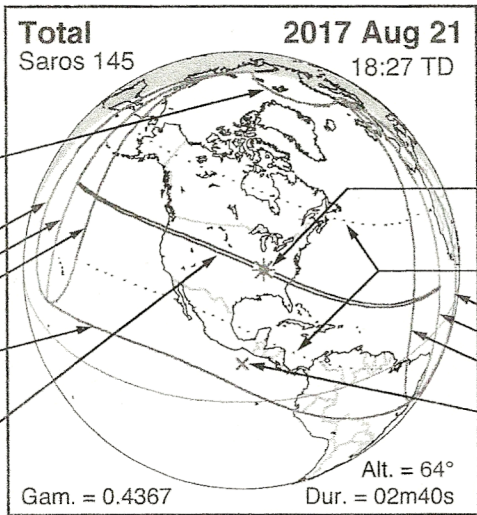 Total 2017 Aug 21
Saros 145 18:27 TD
Alt. = 64°
Gam. = 0.4367 Dur. = 02m40s